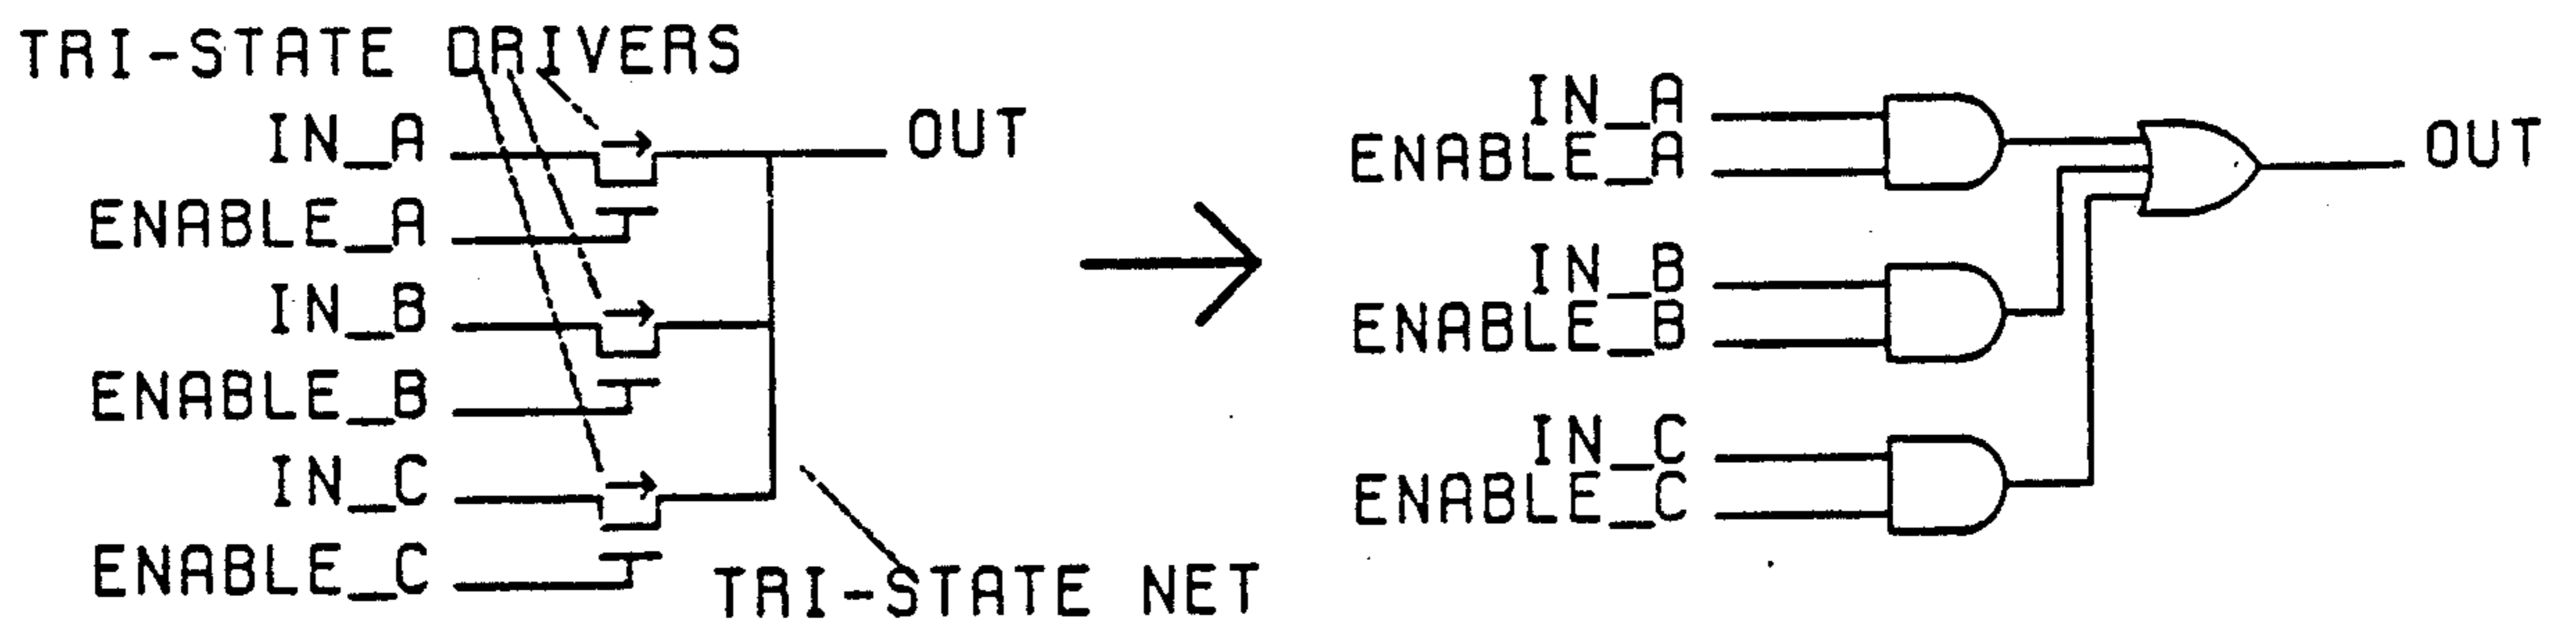 TRI-STATE DRIVERS
IN_A
OUT
ENABLE_A
IN_B
ENABLE_B
IN_C
ENABLE_C
TRI-STATE NET
IN_A
ENABLE_A
OUT
IN_B
ENABLE_B
IN_C
ENABLE_C